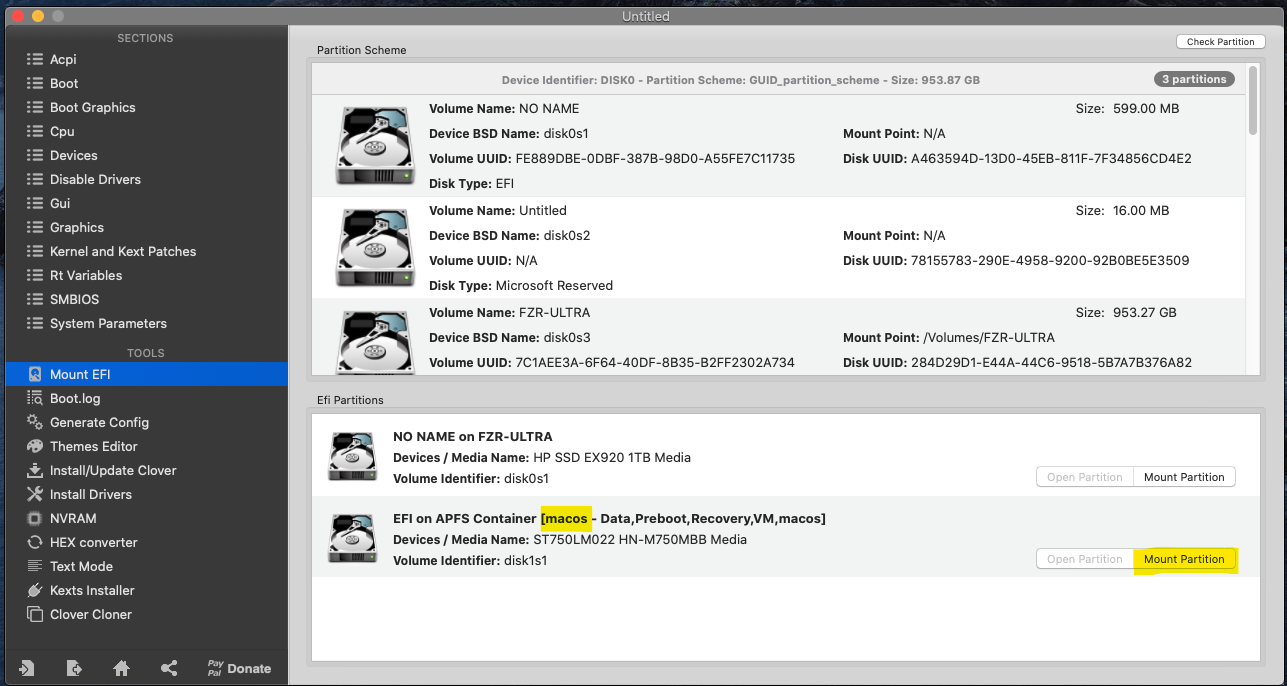 Untitled
SECTIONS
Acpi
Boot
Boot Graphics
Cpu
Devices
Disable Drivers
Gui
Graphics
Kernel and Kext Patches
Rt Variables
SMBIOS
System Parameters
TOOLS
Mount EFI
Boot.log
Generate Config
Themes Editor
Install/Update Clover
Install Drivers
NVRAM
HEX converter
Text Mode
Kexts Installer
Clover Cloner
Pay
Pal
Donate
Partition Scheme
Check Partition
Device Identifier: DISK0 - Partition Scheme: GUID_partition_scheme - Size: 953.87 GB
3 partitions
Volume Name: NO NAME
Size: 599.00 MB
Device BSD Name: disk0s1
Mount Point: N/A
Volume UUID: FE889DBE-0DBF-387B-98D0-A55FE7C11735
Disk UUID: A463594D-13D0-45EB-811F-7F34856CD4E2
Disk Type: EFI
Volume Name: Untitled
Size: 16.00 MB
Device BSD Name: disk0s2
Mount Point: N/A
Volume UUID: N/A
Disk UUID: 78155783-290E-4958-9200-92B0BE5E3509
Disk Type: Microsoft Reserved
Volume Name: FZR-ULTRA
Size: 953.27 GB
Device BSD Name: disk0s3
Mount Point: /Volumes/FZR-ULTRA
Volume UUID: 7C1AEE3A-6F64-40DF-8B35-B2FF2302A734
Disk UUID: 284D29D1-E44A-44C6-9518-5B7A7B376A82
Efi Partitions
NO NAME on FZR-ULTRA
Devices / Media Name: HP SSD EX920 1TB Media
Volume Identifier: disk0s1
Open Partition
Mount Partition
EFI on APFS Container [macos - Data,Preboot,Recovery,VM,macos]
Devices / Media Name: ST750LM022 HN-M750MBB Media
Volume Identifier: disk1s1
Open Partition
Mount Partition